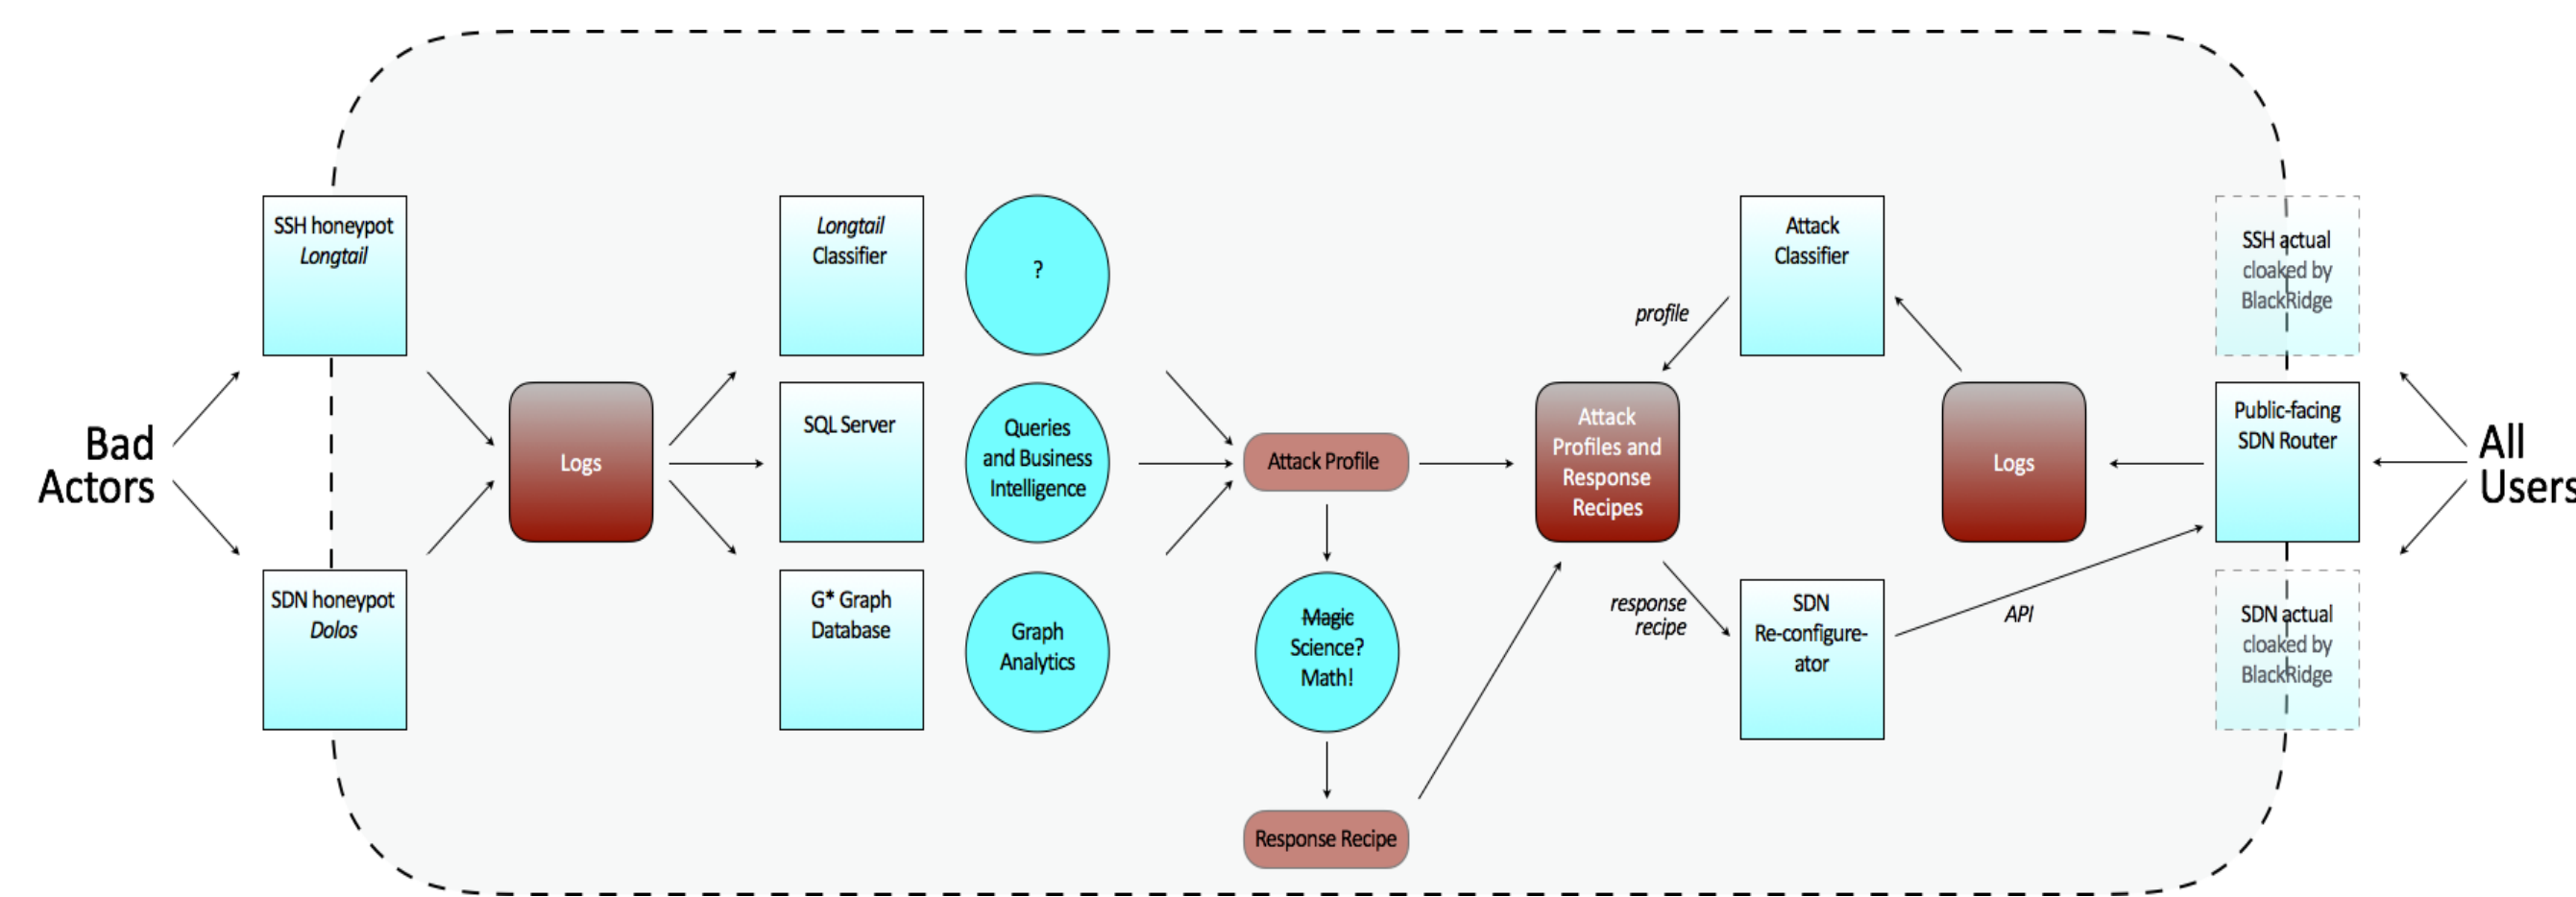 Bad
Actors
SSH honeypot
Longtail
SDN honeypot
Dolos
Logs
Longtail
Classifier
SQL Server
G* Graph
Database
?
Queries
and Business
Intelligence
Graph
Analytics
Attack Profile
Magic
Science?
Math!
Response Recipe
Attack
Profiles and
Response
Recipes
profile
response
recipe
Attack
Classifier
SDN
Re-configure-
ator
API
Logs
SSH actual
cloaked by
BlackRidge
Public-facing
SDN Router
SDN actual
cloaked by
BlackRidge
All
Users